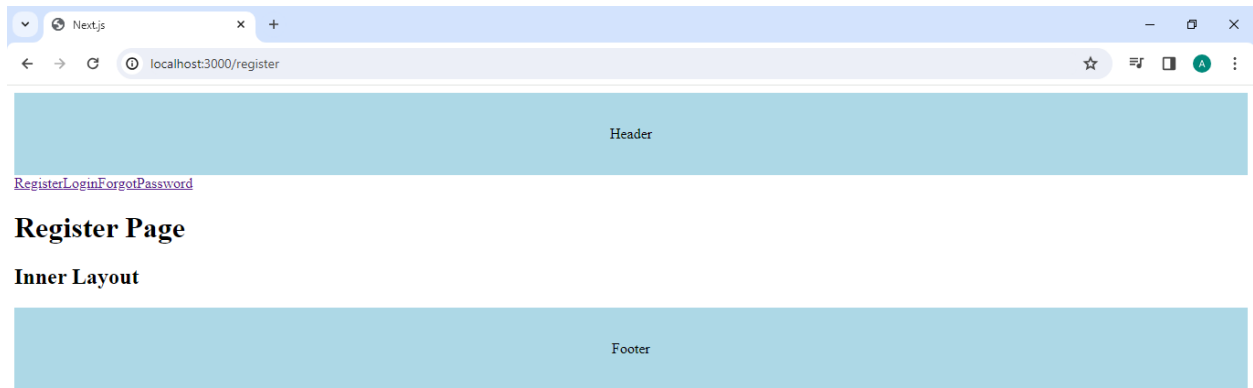 Next.js
localhost:3000/register
A
Header
RegisterLoginForgotPassword
Register Page
Inner Layout
Footer